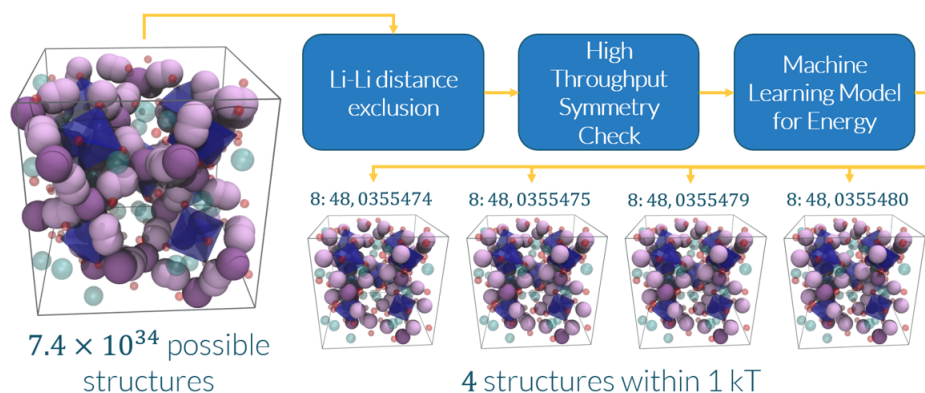 Li-Li distance
exclusion
High
Throughput
Symmetry
Check
Machine
Learning Model
for Energy
8: 48, 0355474
8: 48, 0355475
8: 48, 0355479
8: 48, 0355480
7.4 × 10³⁴ possible
structures
4 structures within 1 kT